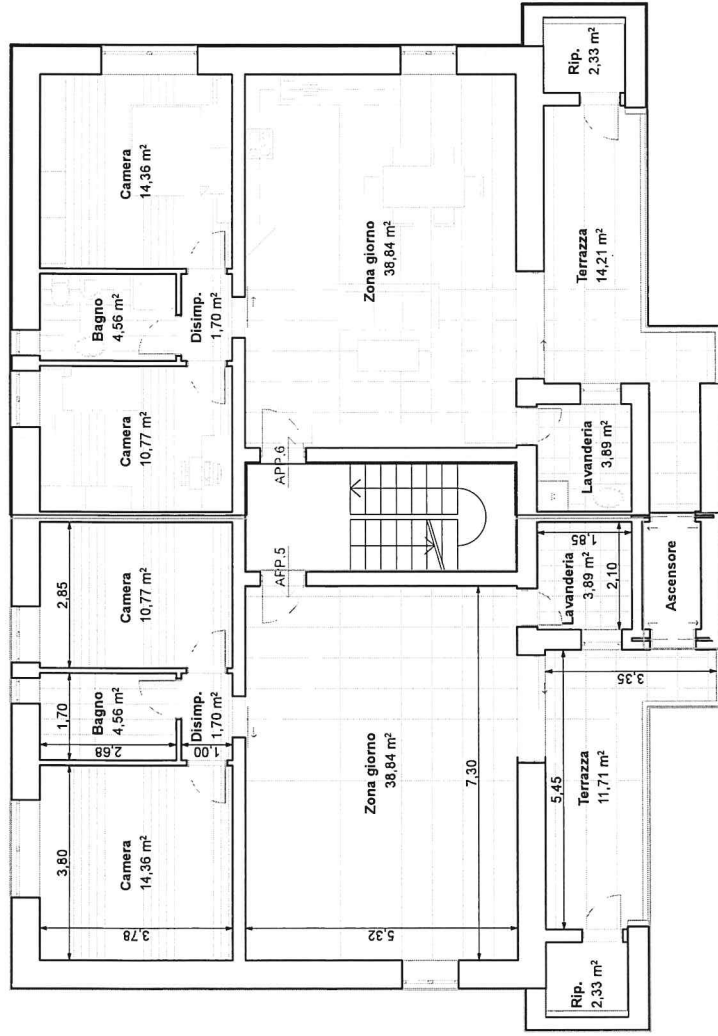 3,80
1,70
2,85
3,78
Camera
14,36 m²
2,68
Bagno
4,56 m²
Camera
10,77 m²
1,00
Disimp.
1,70 m²
Camera
10,77 m²
Bagno
4,56 m²
Disimp.
1,70 m²
Camera
14,36 m²
APP.5
APP.6
5,32
Zona giorno
38,84 m²
7,30
Zona giorno
38,84 m²
5,45
Lavanderia
3,89 m²
1,85
2,10
Lavanderia
3,89 m²
Rip.
2,33 m²
Terrazza
11,71 m²
3,35
Ascensore
Terrazza
14,21 m²
Rip.
2,33 m²